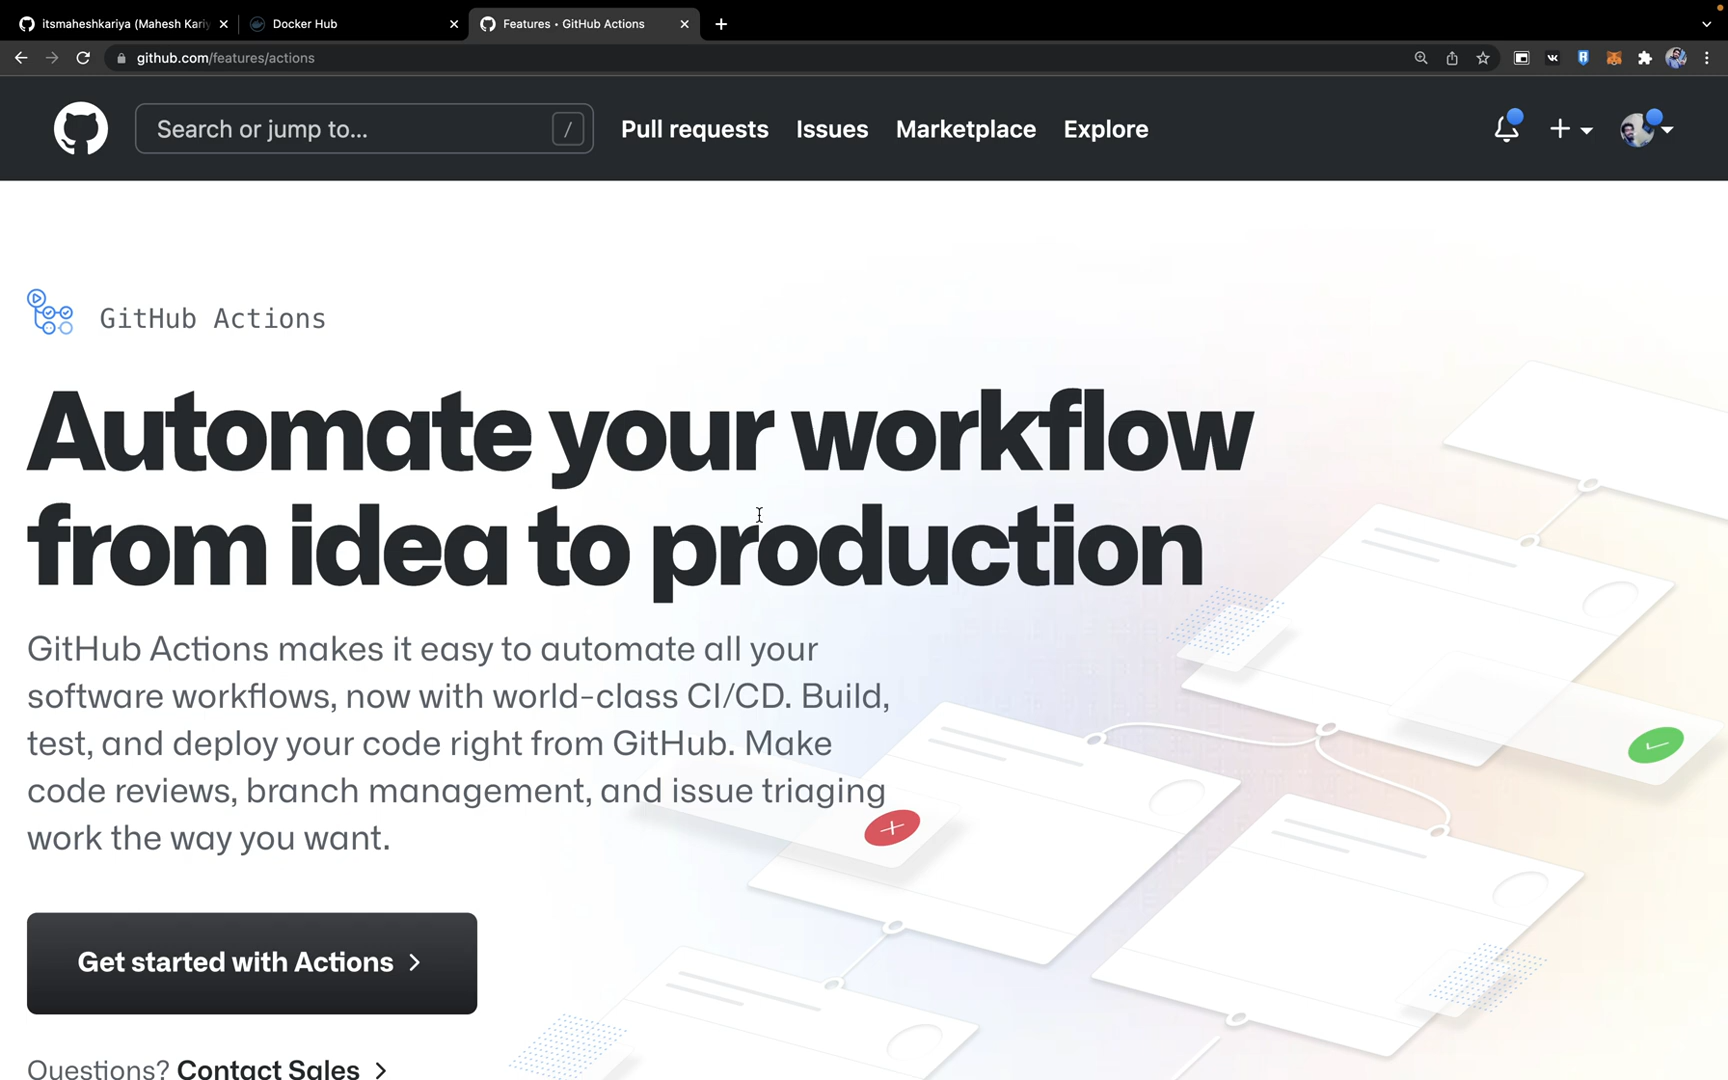 itsmaheshkariya (Mahesh Kariy
Docker Hub
Features • GitHub Actions
github.com/features/actions
Search or jump to...
/
Pull requests
Issues
Marketplace
Explore
GitHub Actions
Automate your workflow
from idea to production
GitHub Actions makes it easy to automate all your
software workflows, now with world-class CI/CD. Build,
test, and deploy your code right from GitHub. Make
code reviews, branch management, and issue triaging
work the way you want.
Get started with Actions >
Questions? Contact Sales >